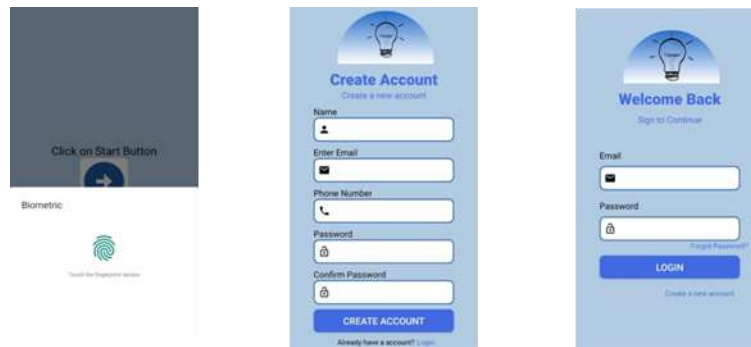 Click on Start Button
Biometric
Touch the fingerprint sensor
Create Account
Create a new account
Name
Enter Email
Phone Number
Password
Confirm Password
CREATE ACCOUNT
Already have a account? Login
Welcome Back
Sign to Continue
Email
Password
Forgot Password?
LOGIN
Create a new account